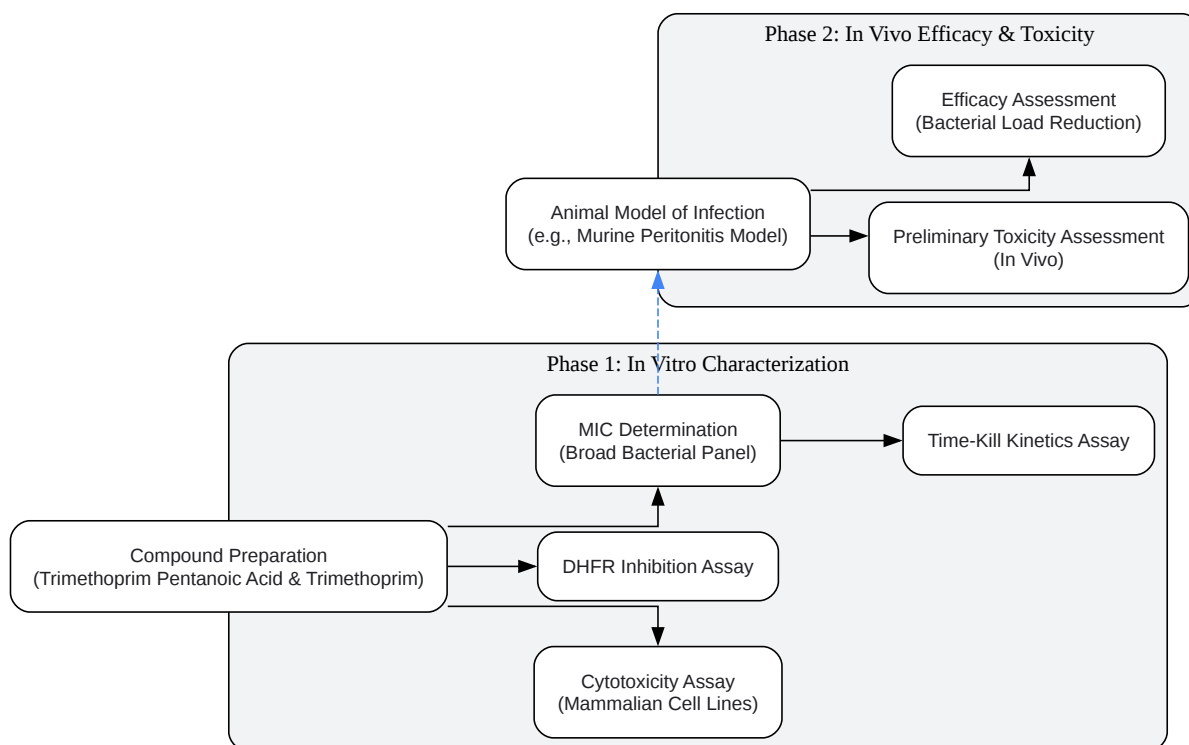 Phase 2: In Vivo Efficacy & Toxicity
Efficacy Assessment
(Bacterial Load Reduction)
Animal Model of Infection
(e.g., Murine Peritonitis Model)
Preliminary Toxicity Assessment
(In Vivo)
Phase 1: In Vitro Characterization
MIC Determination
(Broad Bacterial Panel)
Time-Kill Kinetics Assay
Compound Preparation
(Trimethoprim Pentanoic Acid & Trimethoprim)
DHFR Inhibition Assay
Cytotoxicity Assay
(Mammalian Cell Lines)